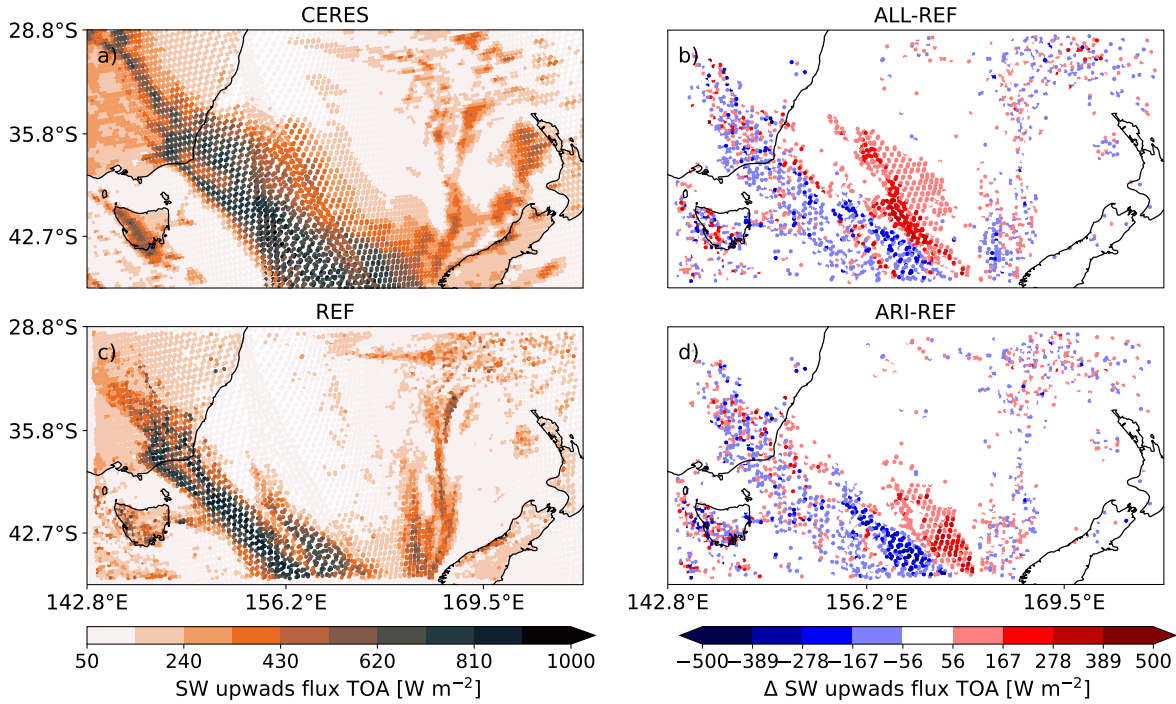 CERES
ALL-REF
28.8°S
35.8°S
42.7°S
a)
b)
REF
ARI-REF
28.8°S
35.8°S
42.7°S
c)
d)
142.8°E 156.2°E 169.5°E
156.2°E 169.5°E
50 240 430 620 810 1000
SW upwads flux TOA [W m⁻²]
−500 −389 −278 −167 −56 56 167 278 389 500
Δ SW upwads flux TOA [W m⁻²]